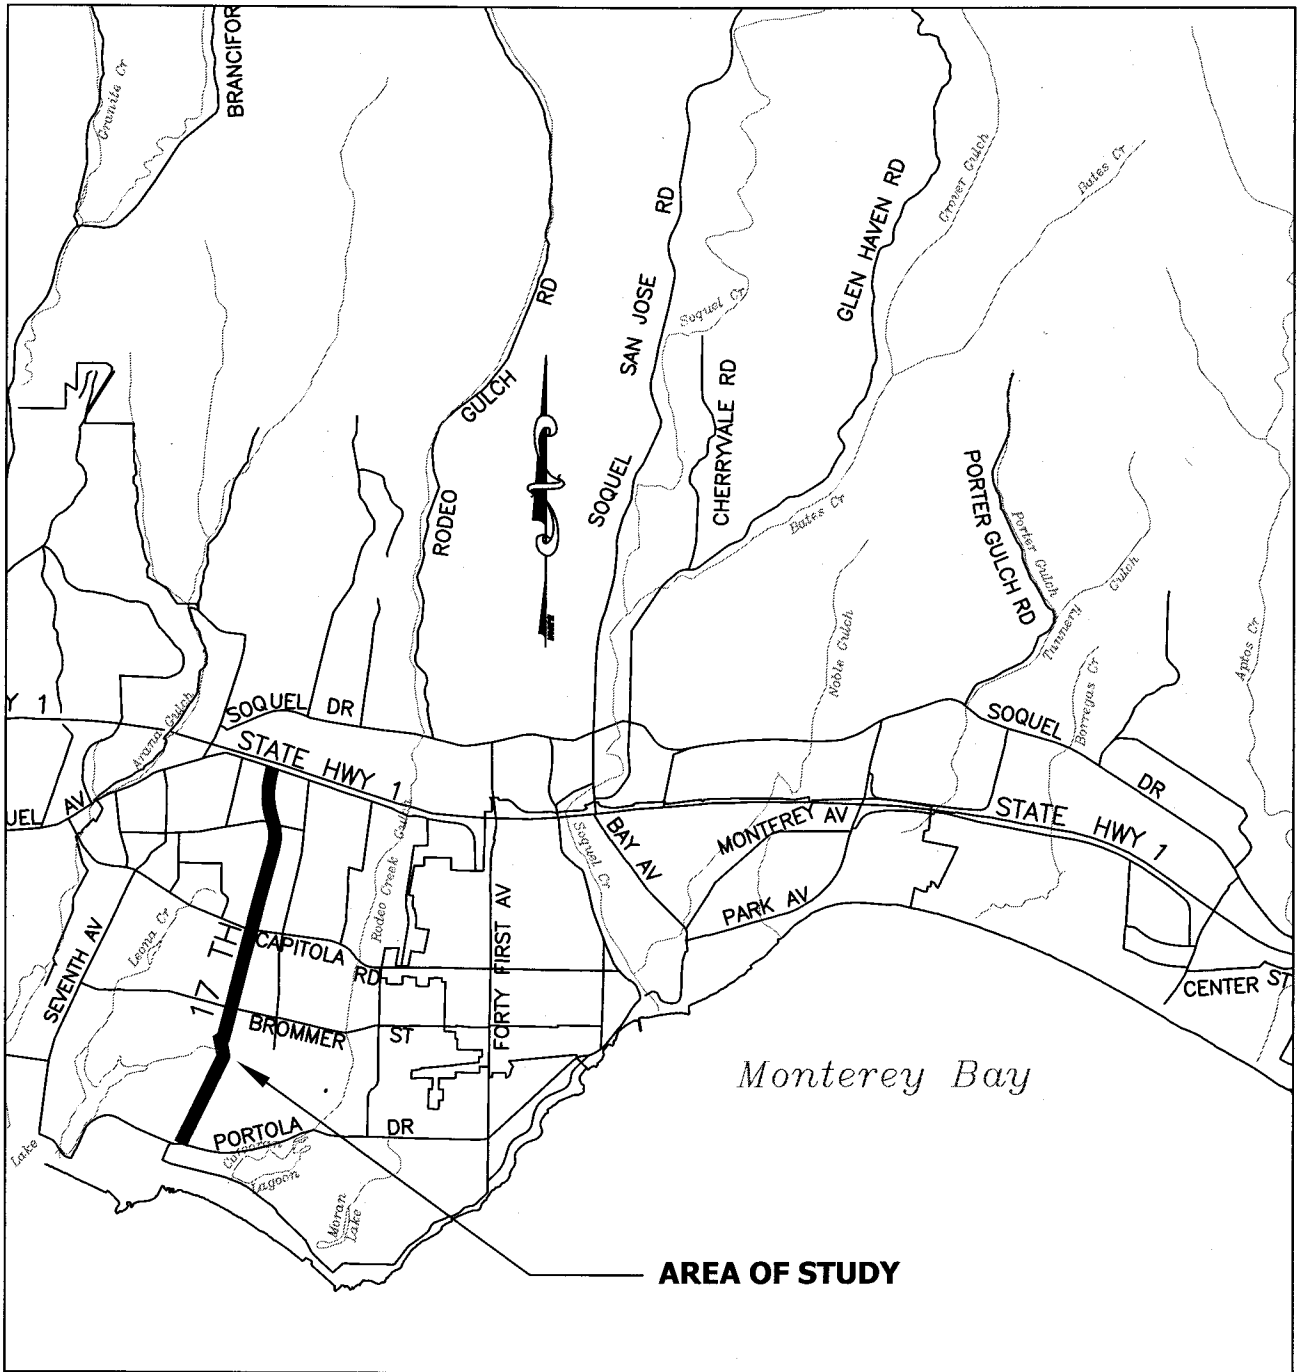 BRANCIFOR
Granite Cr
RODEO
GULCH
RD
SOQUEL
SAN JOSE
RD
Soquel Cr
CHERRYVALE RD
GLEN HAVEN RD
Grover Gulch
Bates Cr
Bates Cr
PORTER GULCH RD
Porter Gulch
Tannery
Gulch
Noble Gulch
Borregas Cr
Aptos Cr
Y 1
Arana Gulch
SOQUEL DR
STATE HWY 1
SOQUEL
DR
STATE HWY 1
UEL AV
Rodeo Creek Gulch
Soquel Cr
BAY AV
MONTEREY AV
PARK AV
SEVENTH AV
Leona Cr
17 TH
CAPITOLA
RD
FORTY FIRST AV
BROMMER ST
CENTER ST
Monterey Bay
PORTOLA DR
Lagoon
Lake
Moran
Lake
AREA OF STUDY